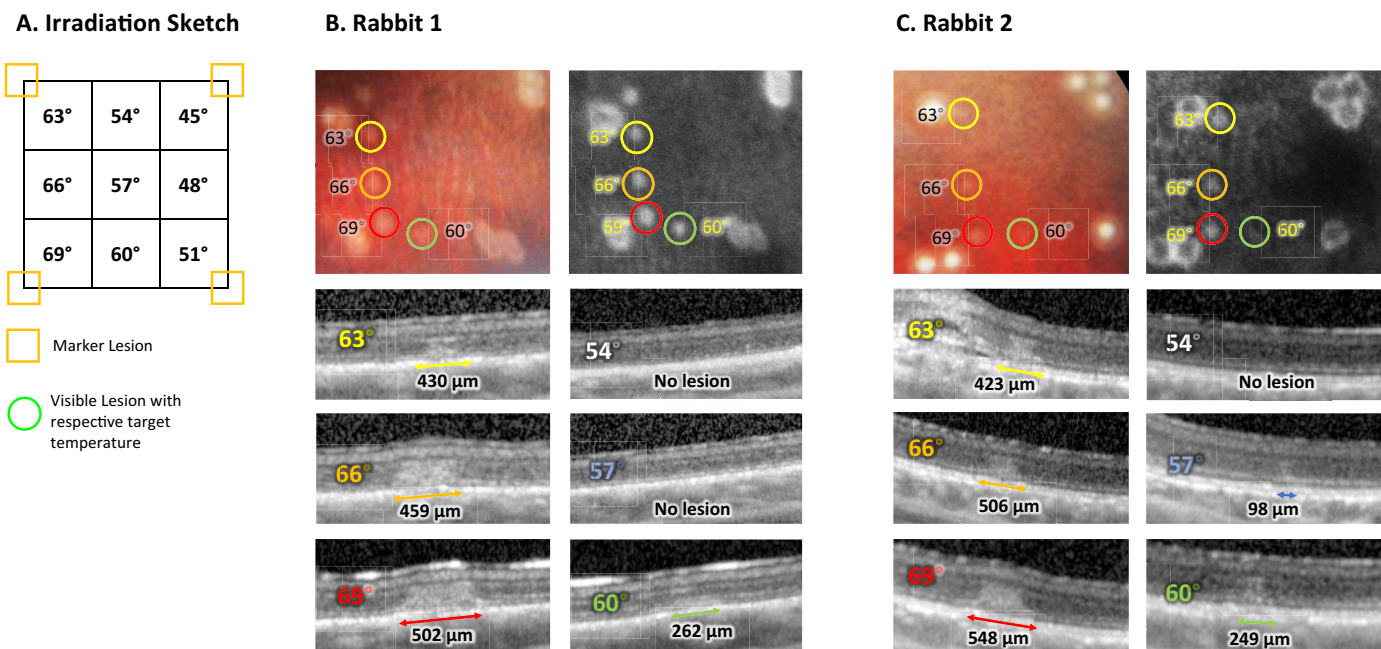 A. Irradiation Sketch
63° 54° 45°
66° 57° 48°
69° 60° 51°
Marker Lesion
Visible Lesion with
respective target
temperature
B. Rabbit 1
63°
66°
69°
60°
63°
66°
69°
60°
63°
430 µm
54°
No lesion
66°
459 µm
57°
No lesion
69°
502 µm
60°
262 µm
C. Rabbit 2
63°
66°
69°
60°
63°
66°
69°
60°
63°
423 µm
54°
No lesion
66°
506 µm
57°
98 µm
69°
548 µm
60°
249 µm